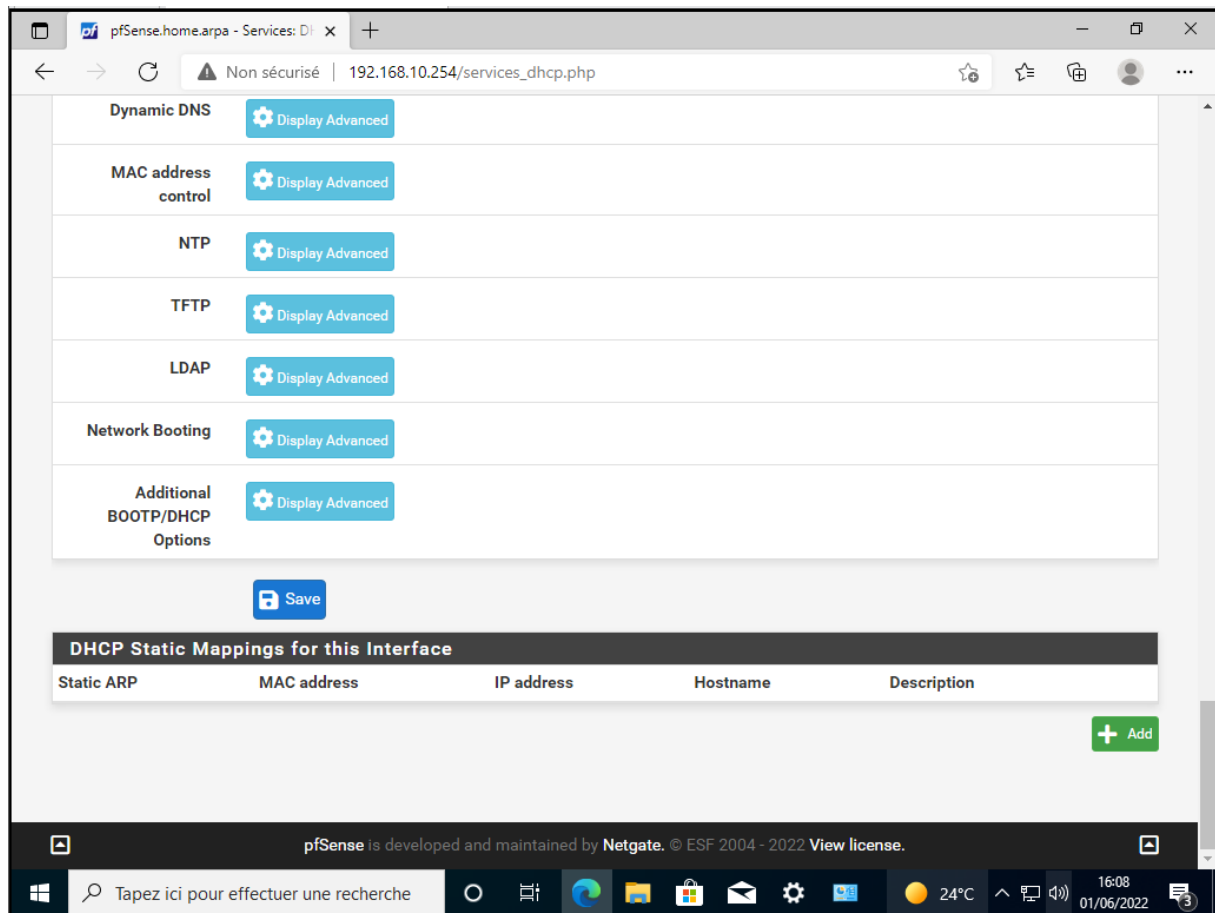 pfSense.home.arpa - Services: DH
Non sécurisé | 192.168.10.254/services_dhcp.php
Dynamic DNS Display Advanced
MAC address
control Display Advanced
NTP Display Advanced
TFTP Display Advanced
LDAP Display Advanced
Network Booting Display Advanced
Additional
BOOTP/DHCP
Options Display Advanced
Save
DHCP Static Mappings for this Interface
Static ARP MAC address IP address Hostname Description
Add
pfSense is developed and maintained by Netgate. © ESF 2004 - 2022 View license.
Tapez ici pour effectuer une recherche 24°C 16:08
01/06/2022 3